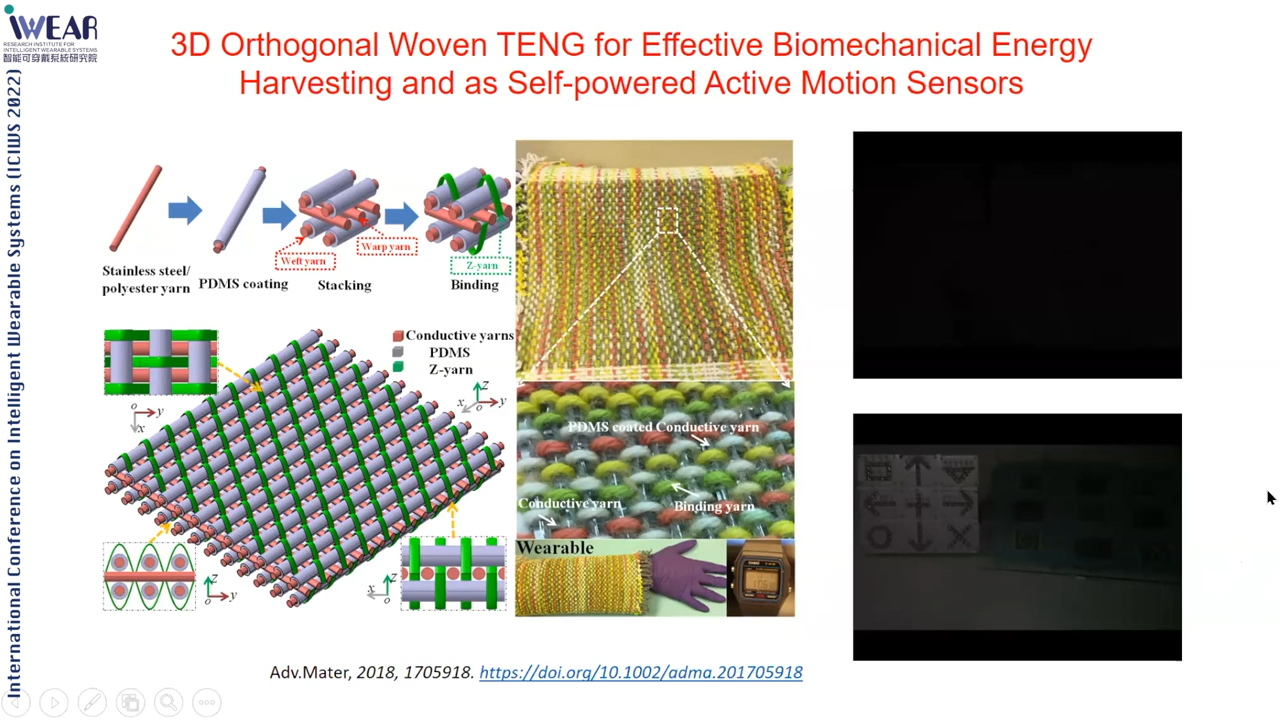 iWEAR
RESEARCH INSTITUTE FOR
INTELLIGENT WEARABLE SYSTEMS
智能可穿戴系統研究院
International Conference on Intelligent Wearable Systems (ICIWS 2022)
3D Orthogonal Woven TENG for Effective Biomechanical Energy
Harvesting and as Self-powered Active Motion Sensors
Stainless steel/
polyester yarn
PDMS coating
Weft yarn
Warp yarn
Stacking
Z-yarn
Binding
Conductive yarns
PDMS
Z-yarn
z
x
o
y
o
y
x
z
o
y
z
x
o
PDMS coated Conductive yarn
Conductive yarn
Binding yarn
Wearable
CASIO
Adv.Mater, 2018, 1705918. https://doi.org/10.1002/adma.201705918